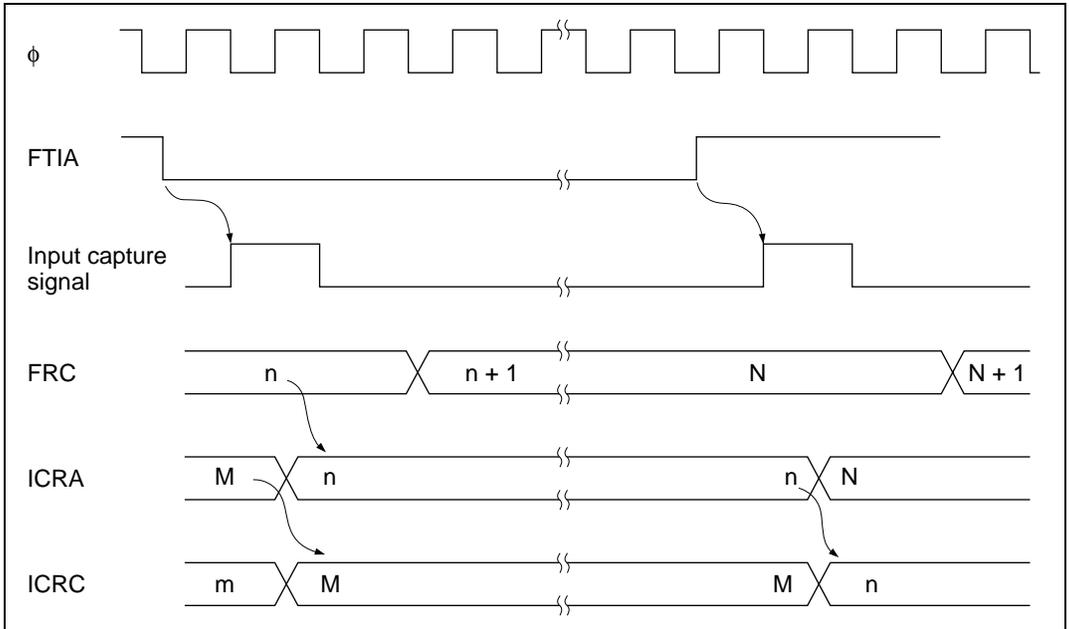 ϕ
FTIA
Input capture
signal
FRC n n + 1 N N + 1
ICRA M n n N
ICRC m M M n